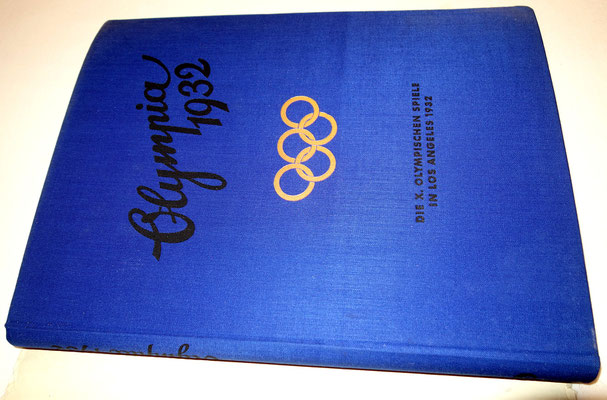 Olympia
1932
DIE X. OLYMPISCHEN SPIELE
IN LOS ANGELES 1932